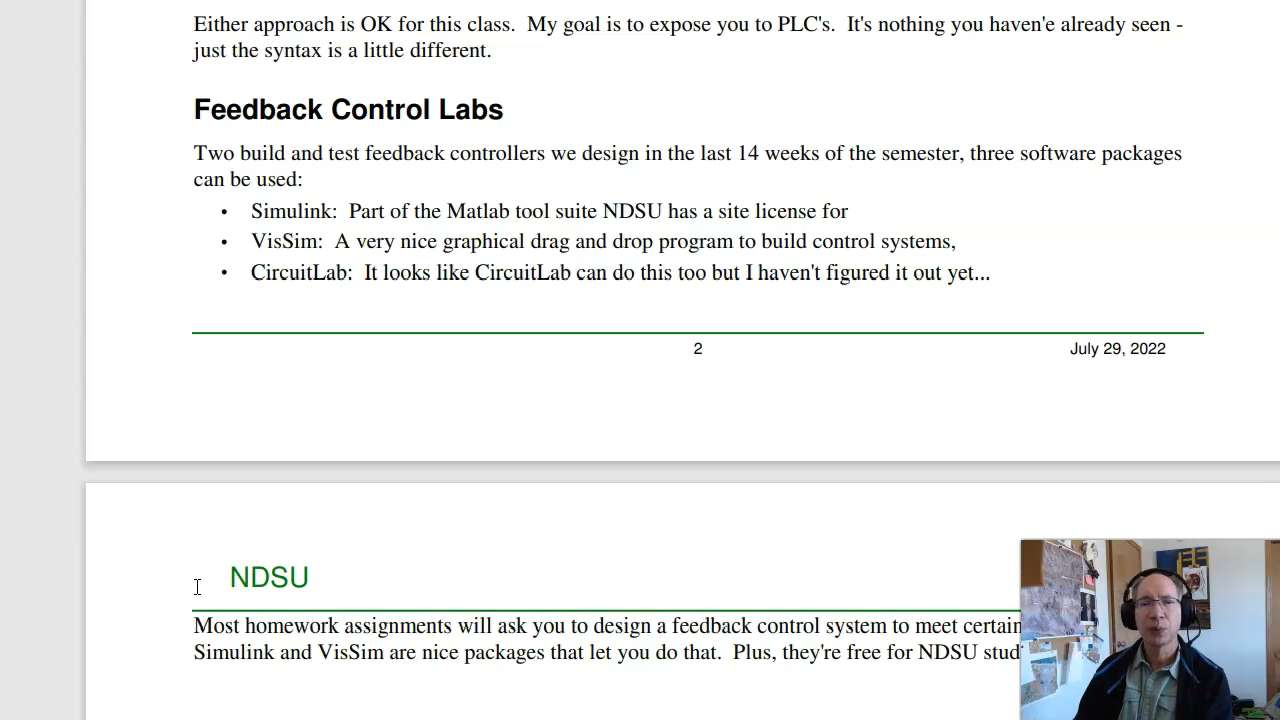 Either approach is OK for this class.  My goal is to expose you to PLC's.  It's nothing you haven'e already seen -
just the syntax is a little different.
Feedback Control Labs
Two build and test feedback controllers we design in the last 14 weeks of the semester, three software packages
can be used:
• Simulink:  Part of the Matlab tool suite NDSU has a site license for
• VisSim:  A very nice graphical drag and drop program to build control systems,
• CircuitLab:  It looks like CircuitLab can do this too but I haven't figured it out yet...
2 July 29, 2022
NDSU
Most homework assignments will ask you to design a feedback control system to meet certain
Simulink and VisSim are nice packages that let you do that.  Plus, they're free for NDSU